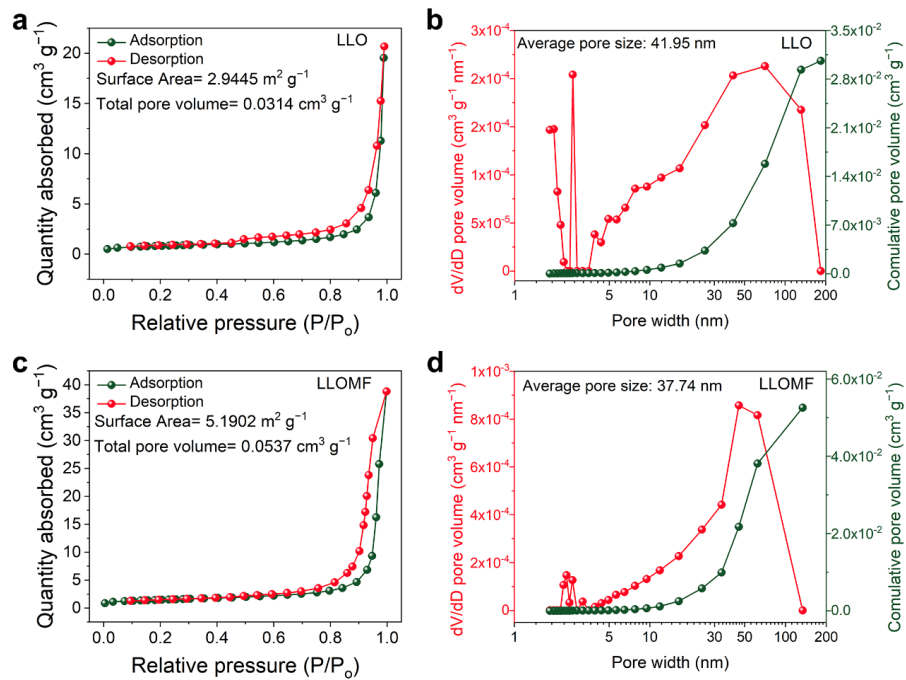 a
Adsorption
Desorption
LLO
Surface Area= 2.9445 m² g⁻¹
Total pore volume= 0.0314 cm³ g⁻¹
Quantity absorbed (cm³ g⁻¹)
20
15
10
5
0
0.0 0.2 0.4 0.6 0.8 1.0
Relative pressure (P/Pₒ)
b
Average pore size: 41.95 nm
LLO
dV/dD pore volume (cm³ g⁻¹ nm⁻¹)
2x10⁻⁴
2x10⁻⁴
1x10⁻⁴
5x10⁻⁵
0
Comulative pore volume (cm³ g⁻¹)
3.5x10⁻²
2.8x10⁻²
2.1x10⁻²
1.4x10⁻²
7.0x10⁻³
0.0
1 5 10 30 50 100 200
Pore width (nm)
c
Adsorption
Desorption
LLOMF
Surface Area= 5.1902 m² g⁻¹
Total pore volume= 0.0537 cm³ g⁻¹
Quantity absorbed (cm³ g⁻¹)
40
35
30
25
20
15
10
5
0
0.0 0.2 0.4 0.6 0.8 1.0
Relative pressure (P/Pₒ)
d
Average pore size: 37.74 nm
LLOMF
dV/dD pore volume (cm³ g⁻¹ nm⁻¹)
1x10⁻³
8x10⁻⁴
6x10⁻⁴
4x10⁻⁴
2x10⁻⁴
0
Comulative pore volume (cm³ g⁻¹)
6.0x10⁻²
4.0x10⁻²
2.0x10⁻²
0.0
1 5 10 30 50 100 200
Pore width (nm)